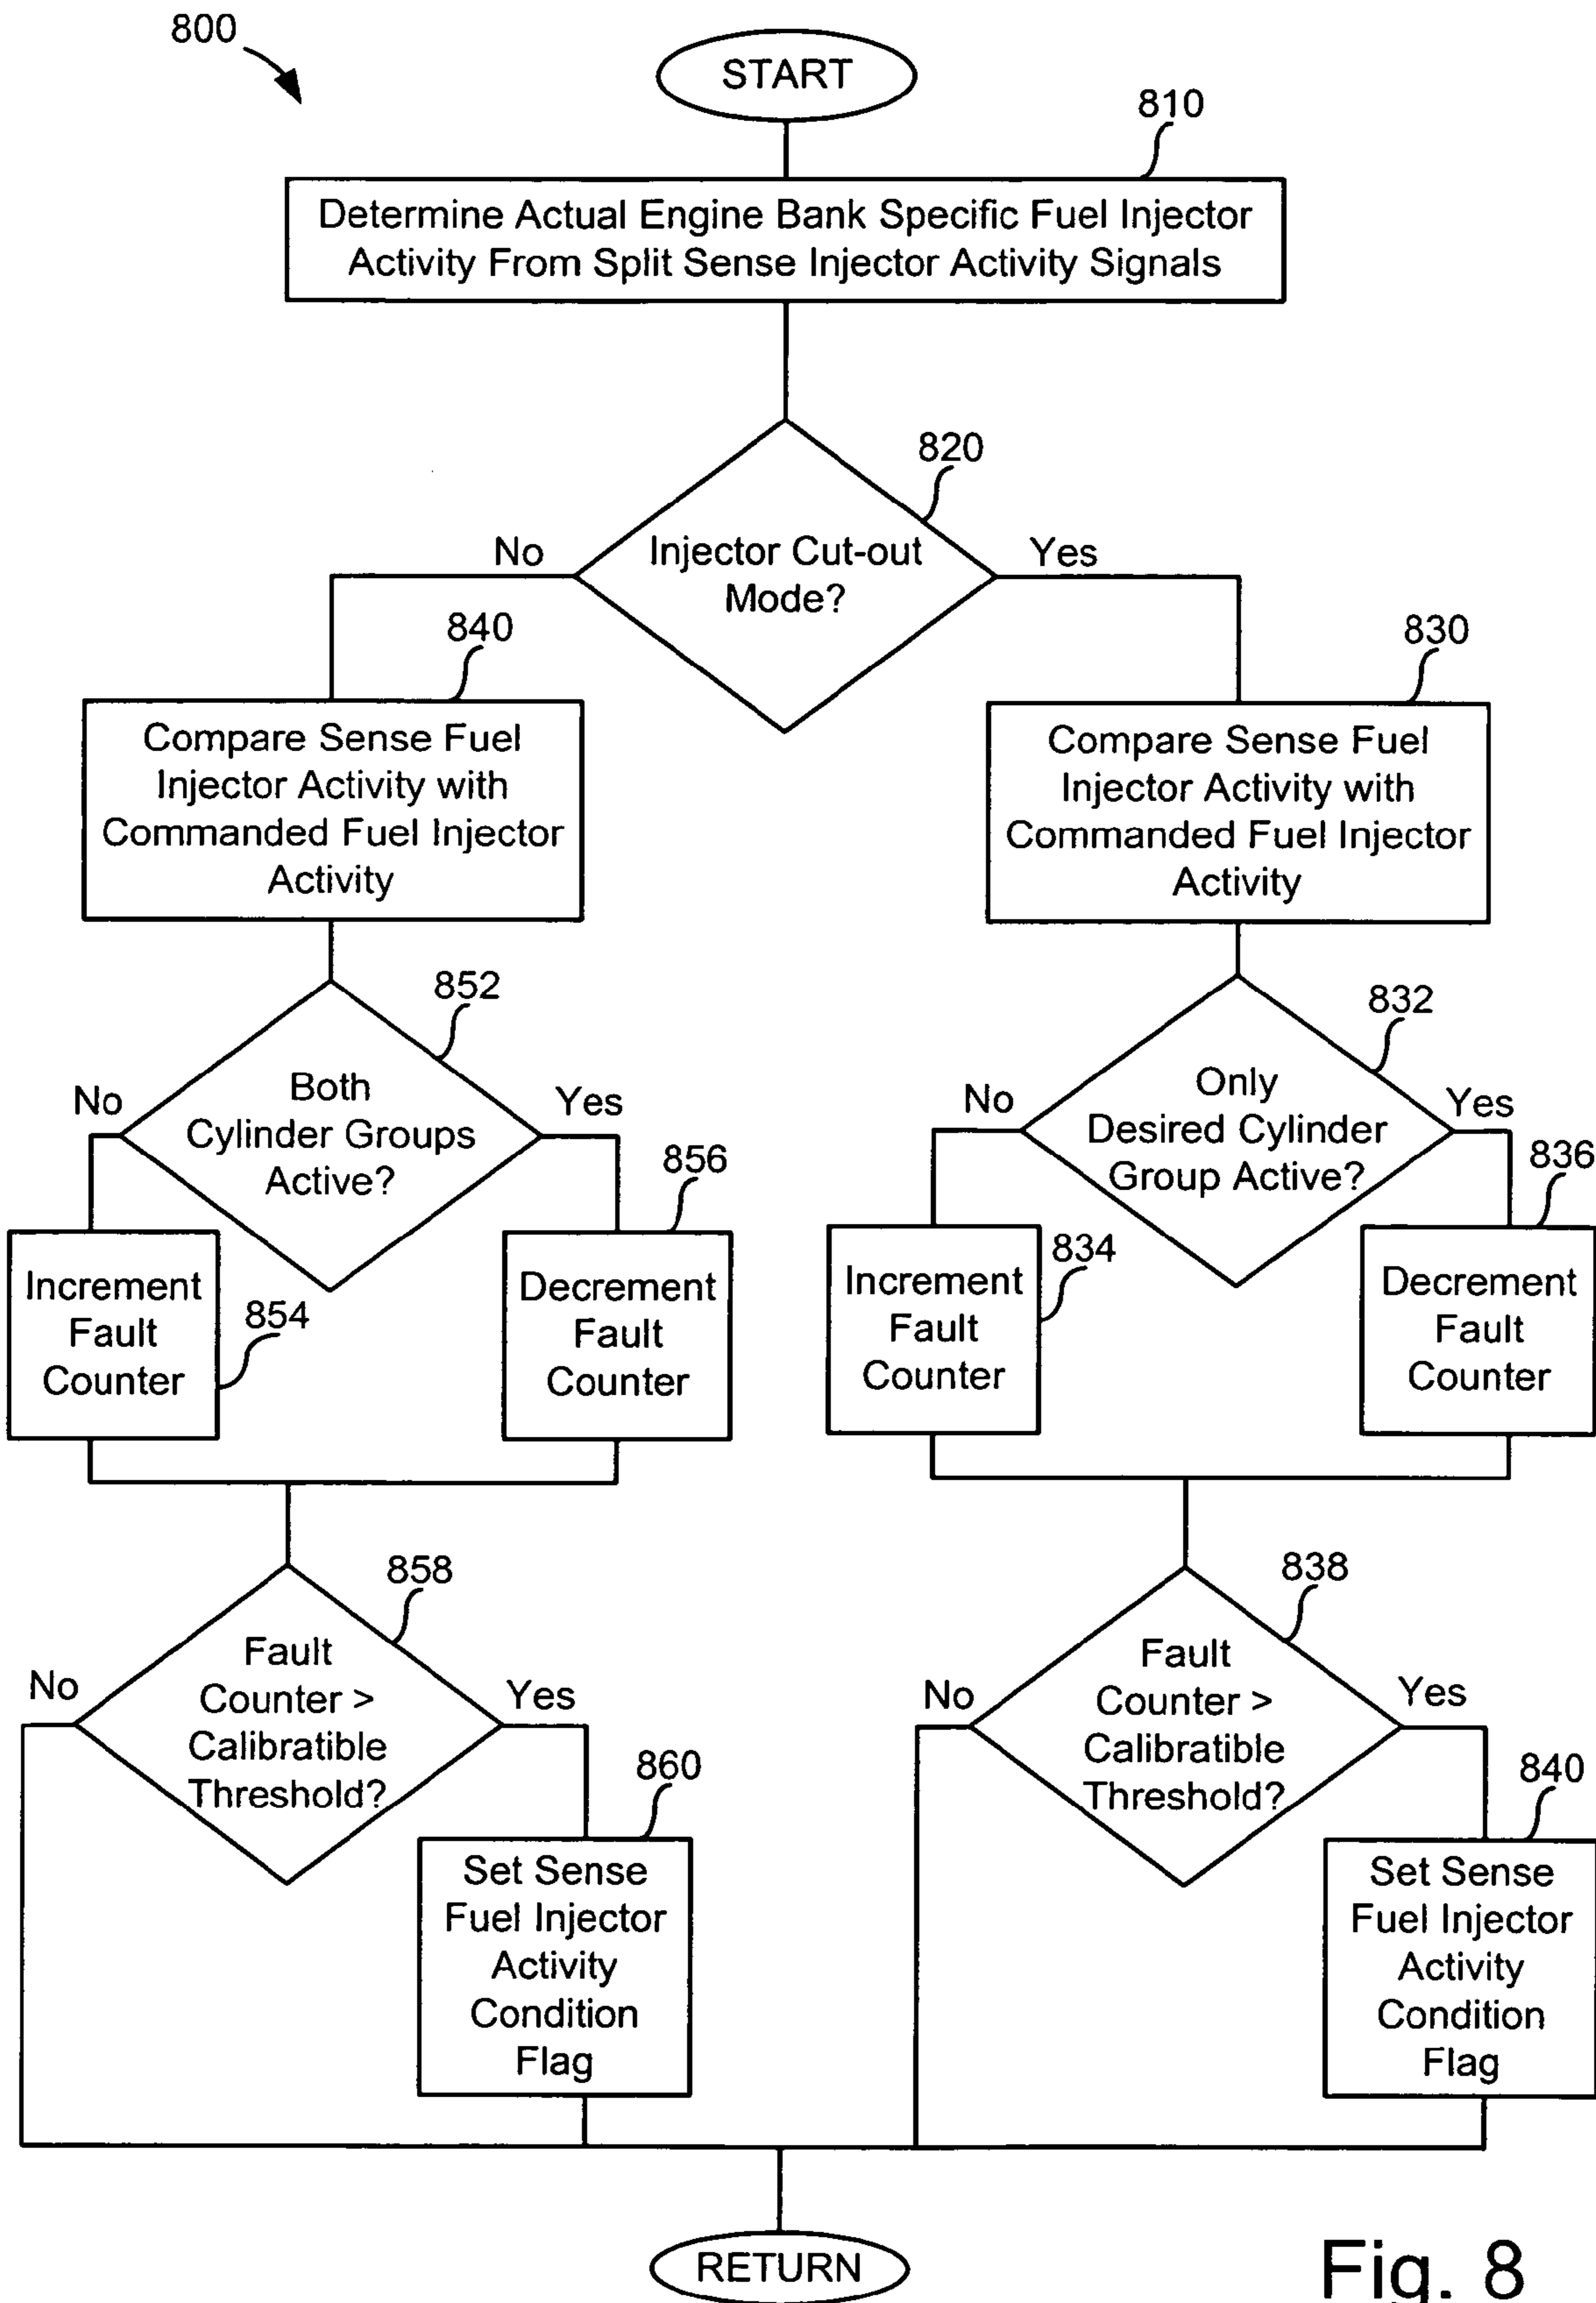 800
START
810
Determine Actual Engine Bank Specific Fuel Injector
Activity From Split Sense Injector Activity Signals
820
Injector Cut-out
Mode?
No
Yes
840
Compare Sense Fuel
Injector Activity with
Commanded Fuel Injector
Activity
830
Compare Sense Fuel
Injector Activity with
Commanded Fuel Injector
Activity
852
Both
Cylinder Groups
Active?
No
Yes
832
Only
Desired Cylinder
Group Active?
No
Yes
Increment
Fault
Counter
854
856
Decrement
Fault
Counter
Increment
Fault
Counter
834
836
Decrement
Fault
Counter
858
Fault
Counter >
Calibratible
Threshold?
No
Yes
838
Fault
Counter >
Calibratible
Threshold?
No
Yes
860
Set Sense
Fuel Injector
Activity
Condition
Flag
840
Set Sense
Fuel Injector
Activity
Condition
Flag
RETURN
Fig. 8